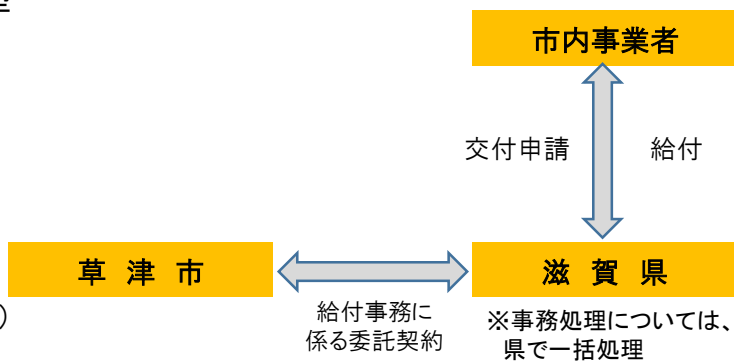 市内事業者
交付申請
給付
草津市
滋賀県
)
給付事務に
係る委託契約
※事務処理については、
県で一括処理